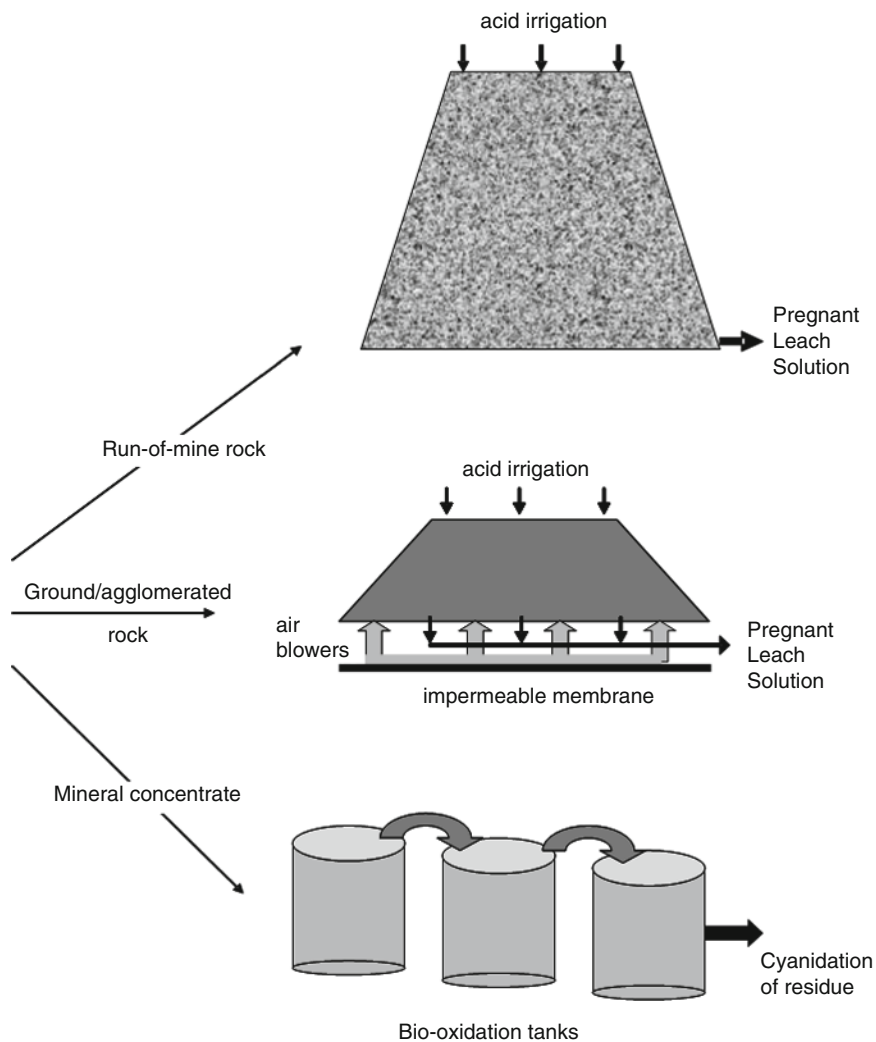 acid irrigation
Pregnant
Leach
Solution
Run-of-mine rock
acid irrigation
Ground/agglomerated
rock
air
blowers
Pregnant
Leach
Solution
impermeable membrane
Mineral concentrate
Cyanidation
of residue
Bio-oxidation tanks